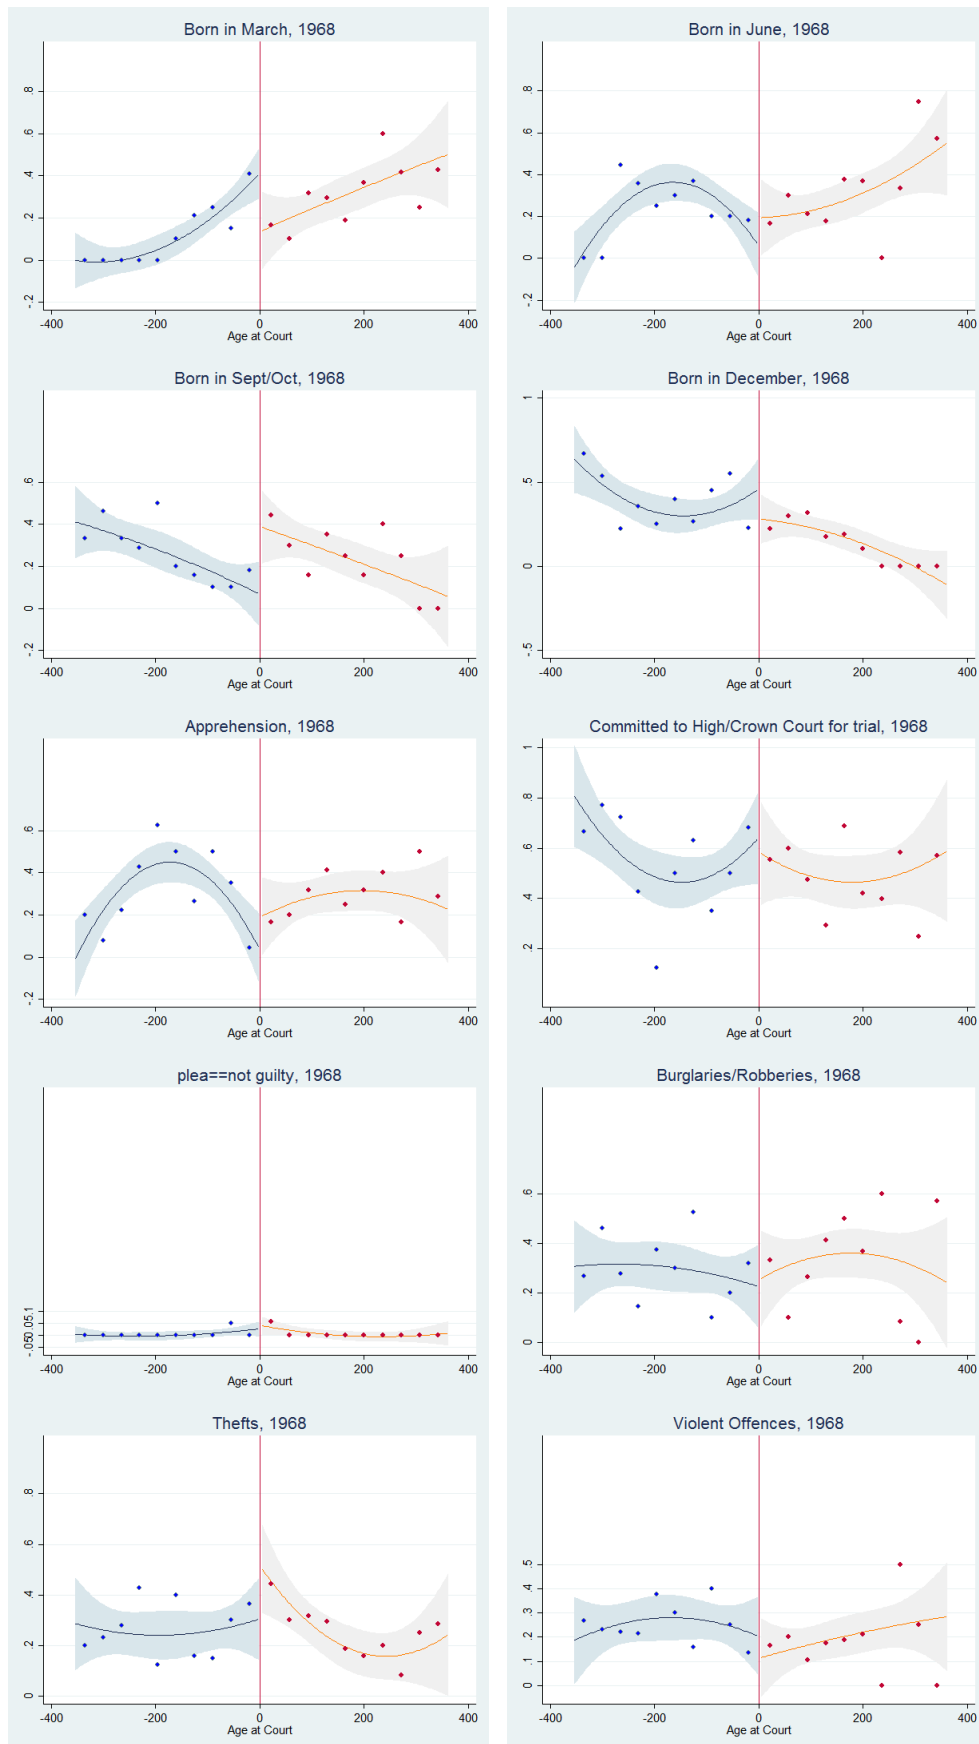 Born in March, 1968
.8
.6
.4
.2
0
-.2
-400 -200 0 200 400
Age at Court
Born in June, 1968
.8
.6
.4
.2
0
-.2
-400 -200 0 200 400
Age at Court
Born in Sept/Oct, 1968
.6
.4
.2
0
-.2
-400 -200 0 200 400
Age at Court
Born in December, 1968
1
.5
0
-.5
-400 -200 0 200 400
Age at Court
Apprehension, 1968
.6
.4
.2
0
-.2
-400 -200 0 200 400
Age at Court
Committed to High/Crown Court for trial, 1968
1
.8
.6
.4
.2
-400 -200 0 200 400
Age at Court
plea==not guilty, 1968
-.050.05.1
-400 -200 0 200 400
Age at Court
Burglaries/Robberies, 1968
.6
.4
.2
0
-400 -200 0 200 400
Age at Court
Thefts, 1968
.8
.6
.4
.2
0
-400 -200 0 200 400
Age at Court
Violent Offences, 1968
.5
.4
.3
.2
.1
0
-400 -200 0 200 400
Age at Court